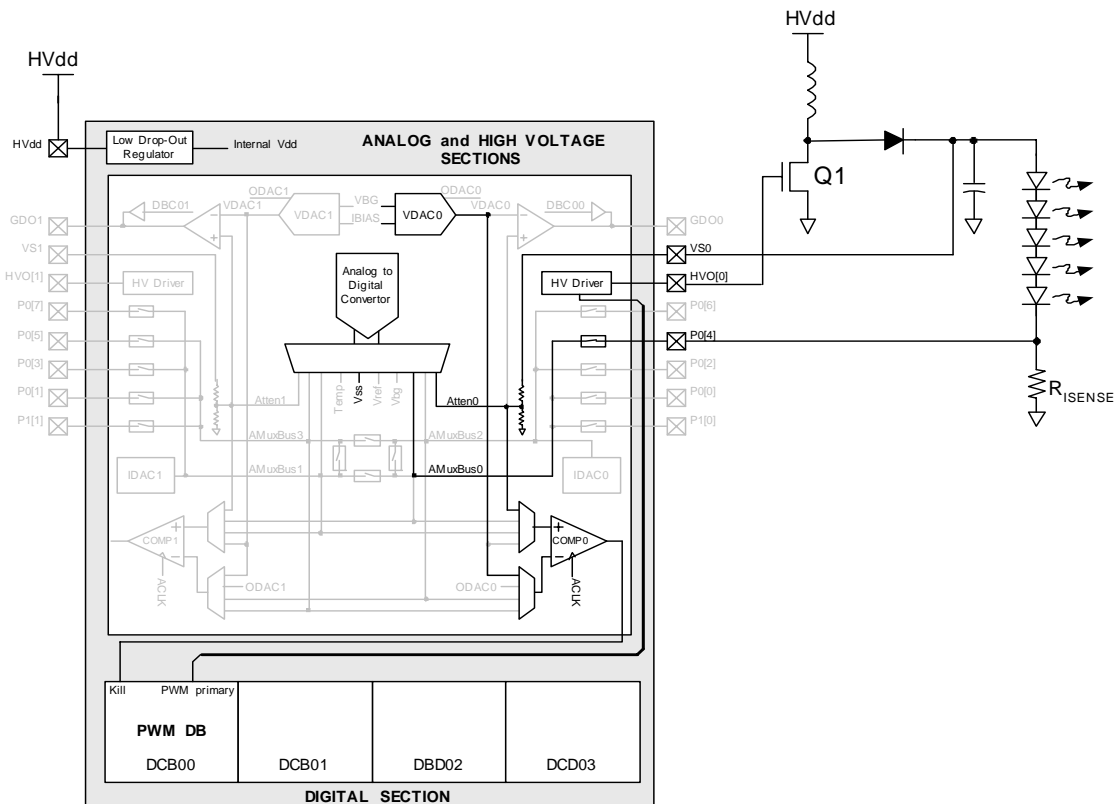 HVdd
HVdd
HVdd
Low Drop-Out
Regulator
Internal Vdd
ANALOG and HIGH VOLTAGE
SECTIONS
Q1
ODAC1
ODAC0
DBC01
VDAC1
VBG
VDAC0
DBC00
VDAC1
IBIAS
VDAC0
GDO1
GDO0
VS1
VS0
HVO[1]
HV Driver
Analog to
Digital
Convertor
HV Driver
HVO[0]
P0[7]
P0[6]
P0[5]
P0[4]
P0[3]
P0[2]
P0[1]
P0[0]
P1[1]
P1[0]
RISENSE
Temp
Vss
Vref
Vbg
Atten1
Atten0
AMuxBus3
AMuxBus2
IDAC1
AMuxBus1
AMuxBus0
IDAC0
COMP1
COMP0
ACLK
ODAC1
ODAC0
ACLK
Kill
PWM primary
PWM DB
DCB00
DCB01
DBD02
DCD03
DIGITAL SECTION